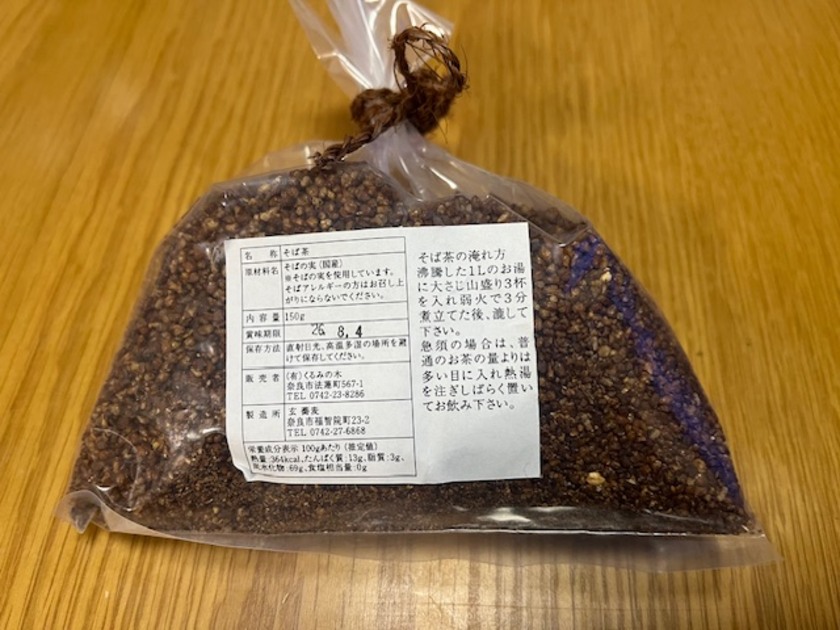 名 称 そば茶
原材料名 そばの実(国産)
※そばの実を使用しています。
そばアレルギーの方はお召し上
がりにならないでください。
内容量 150g
賞味期限 26. 8. 4
保存方法 直射日光、高温多湿の場所を避
けて保存してください。
販売者 (有)くるみの木
奈良市法蓮町567-1
TEL 0742-23-8286
製造所 玄 蕎麦
奈良市福智院町23-2
TEL 0742-27-6868
栄養成分表示 100gあたり (推定値)
熱量:364kcal、たんぱく質:13g、脂質:3g、
炭水化物:69g、食塩相当量:0g
そば茶の淹れ方
沸騰した1Lのお湯
に大さじ山盛り3杯
を入れ弱火で3分
煮立てた後、漉して
下さい。
急須の場合は、普
通のお茶の量よりは
多い目に入れ熱湯
を注ぎしばらく置い
てお飲み下さい。